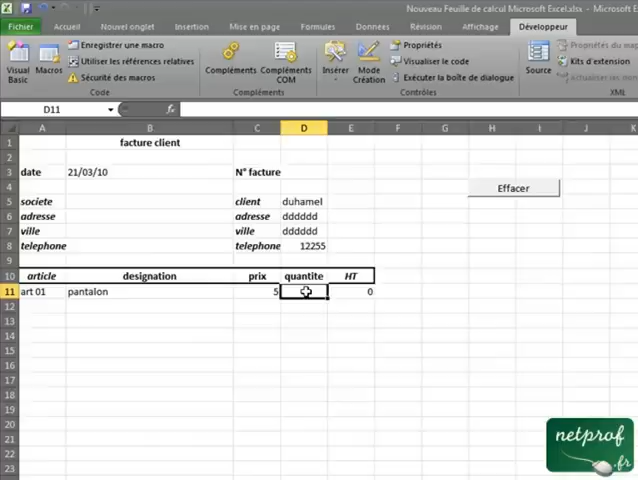 Nouveau Feuille de calcul Microsoft Excel.xlsx - Microsoft E
Fichier Accueil Nouvel onglet Insertion Mise en page Formules Données Révision Affichage Développeur
Visual Basic
Macros
Enregistrer une macro
Utiliser les références relatives
Sécurité des macros
Code
Compléments
Compléments COM
Compléments
Insérer
Mode Création
Propriétés
Visualiser le code
Exécuter la boîte de dialogue
Contrôles
Source
Propriétés du
Kits d'extension
Actualiser les
XML
D11 fx
A B C D E F G H I J K
1 facture client
2
3 date 21/03/10 N° facture
4 Effacer
5 societe client duhamel
6 adresse adresse dddddd
7 ville ville dddddd
8 telephone telephone 12255
9
10 article designation prix quantite HT
11 art 01 pantalon 5 0
12
13
14
15
16
17
18
19
20
21
22
23
netprof
.fr